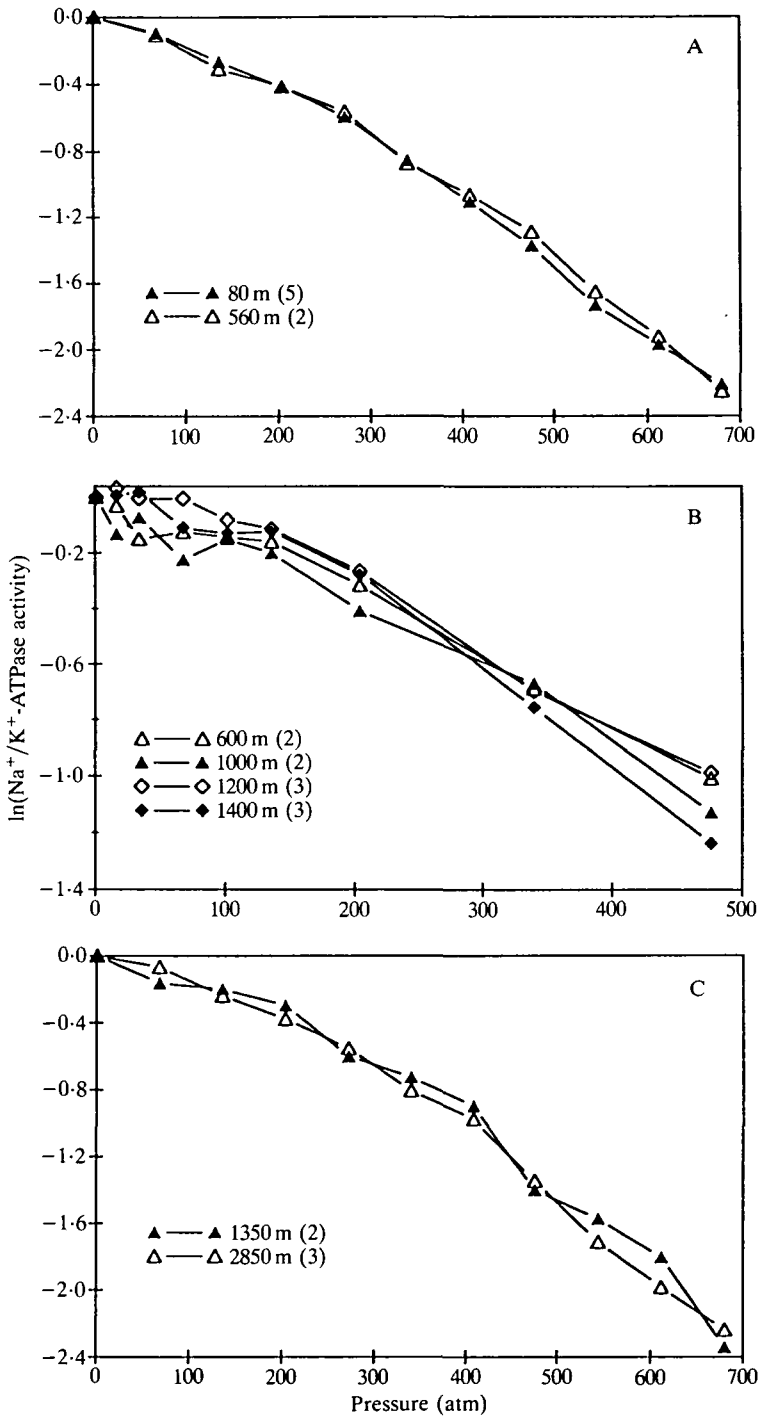 0·0
−0·4
−0·8
−1·2
−1·6
−2·0
−2·4
A
80 m (5)
560 m (2)
0 100 200 300 400 500 600 700
ln(Na⁺/K⁺-ATPase activity)
−0·2
−0·6
−1·0
−1·4
B
600 m (2)
1000 m (2)
1200 m (3)
1400 m (3)
0 100 200 300 400 500
0·0
−0·4
−0·8
−1·2
−1·6
−2·0
−2·4
C
1350 m (2)
2850 m (3)
0 100 200 300 400 500 600 700
Pressure (atm)